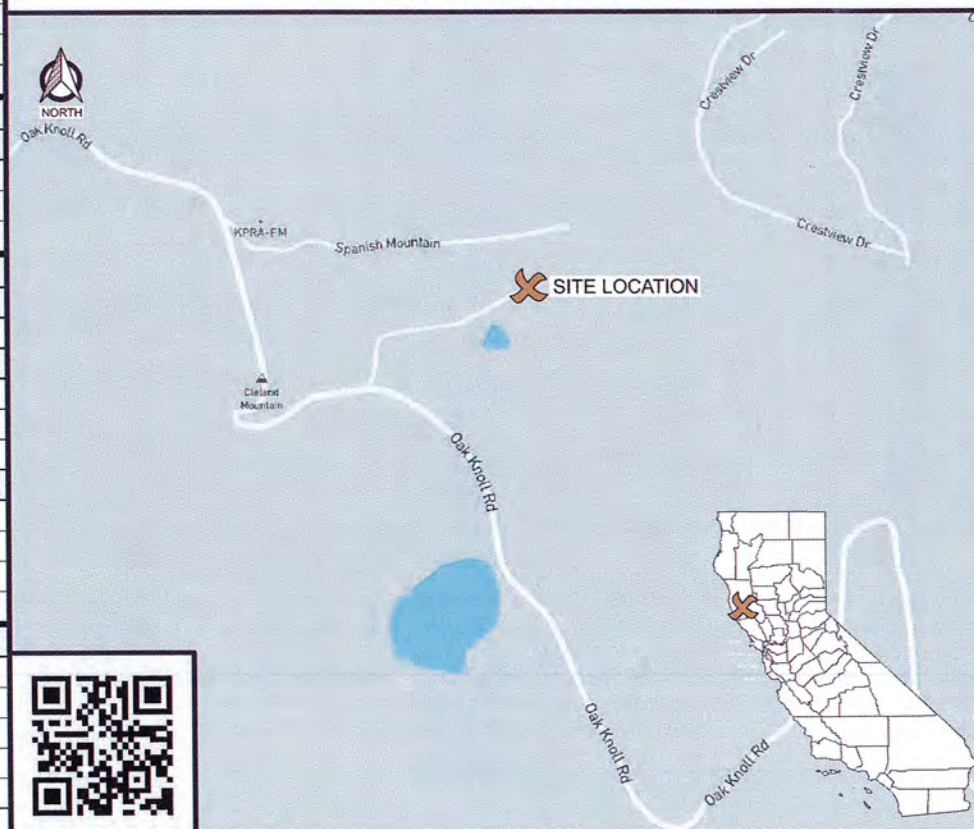 Crestview Dr
Crestview Dr
NORTH
Oak Knoll Rd
KPRA-FM
Spanish Mountain
Crestview Dr
SITE LOCATION
Cleland
Mountain
Oak Knoll Rd
Oak Knoll Rd
Oak Knoll Rd